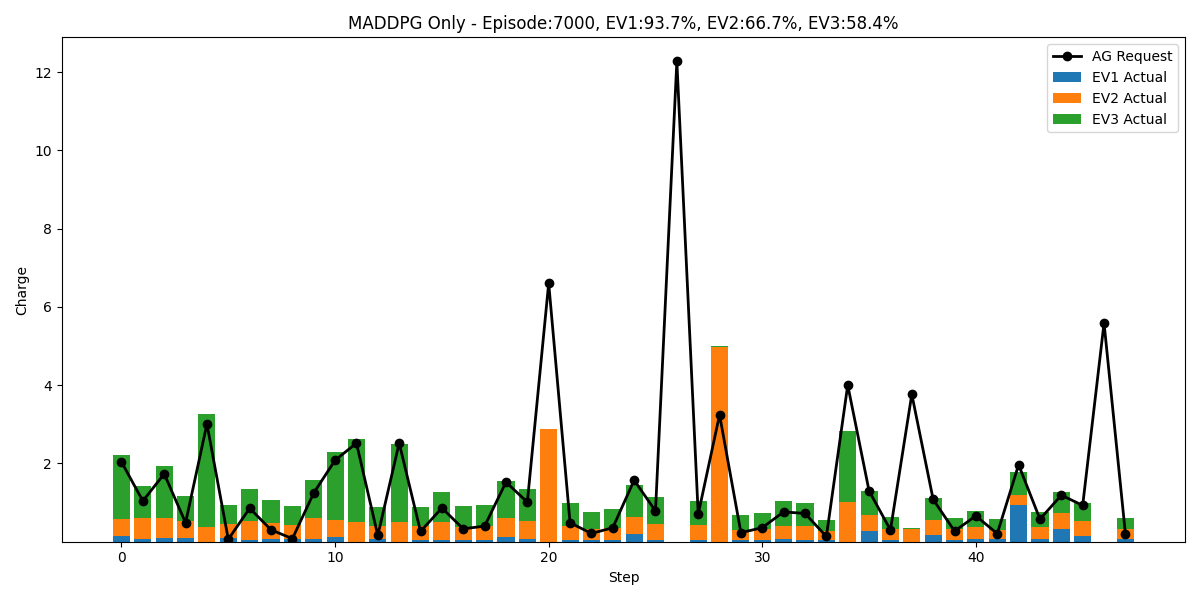 MADDPG Only - Episode:7000, EV1:93.7%, EV2:66.7%, EV3:58.4%
AG Request
EV1 Actual
EV2 Actual
EV3 Actual
Charge
12
10
8
6
4
2
0 10 20 30 40
Step